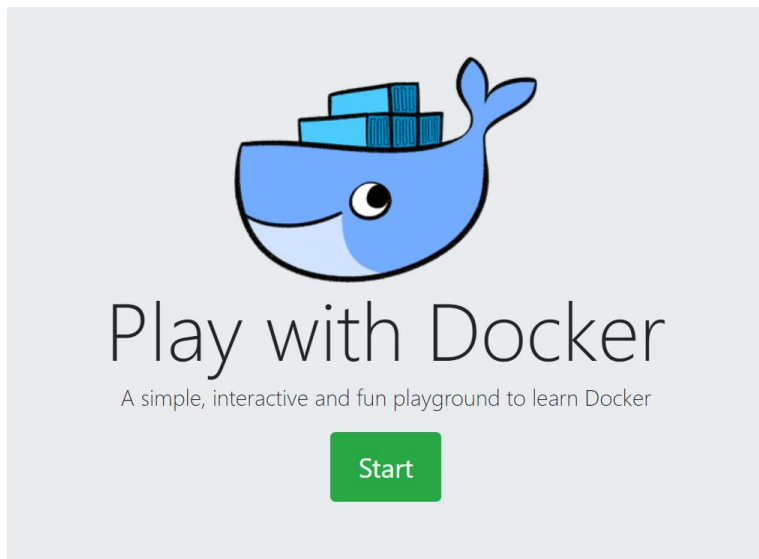 Play with Docker
A simple, interactive and fun playground to learn Docker
Start